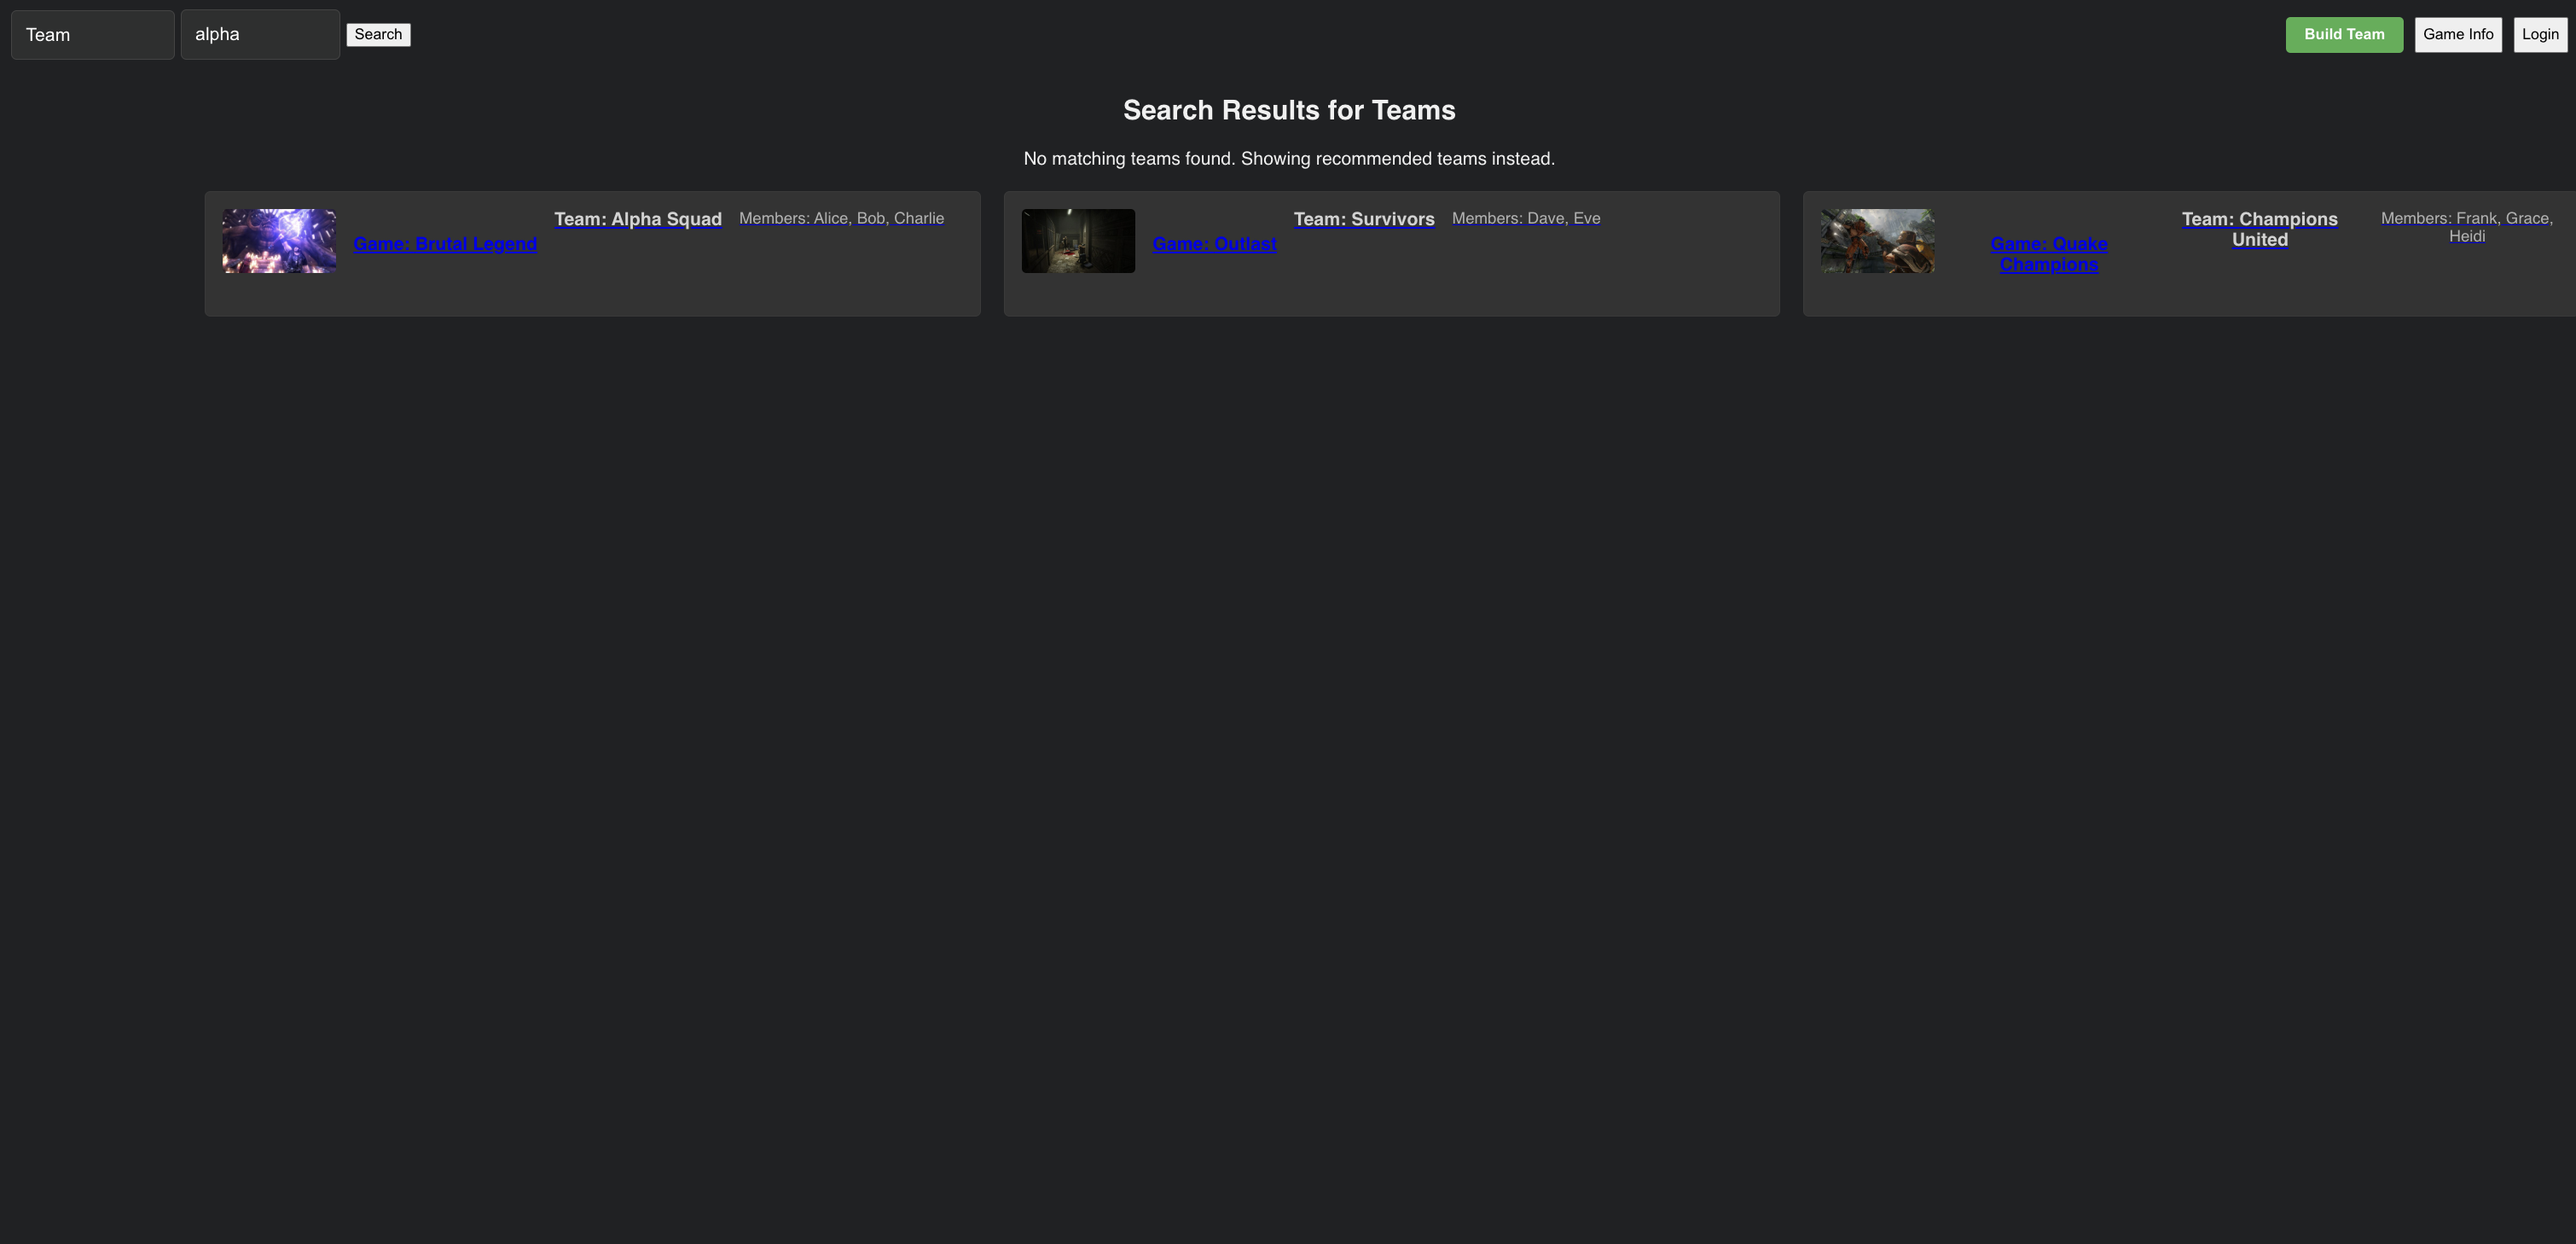 Team
alpha
Search
Build Team
Game Info
Login
Search Results for Teams
No matching teams found. Showing recommended teams instead.
Game: Brutal Legend
Team: Alpha Squad
Members: Alice, Bob, Charlie
Game: Outlast
Team: Survivors
Members: Dave, Eve
Game: Quake
Champions
Team: Champions
United
Members: Frank, Grace,
Heidi